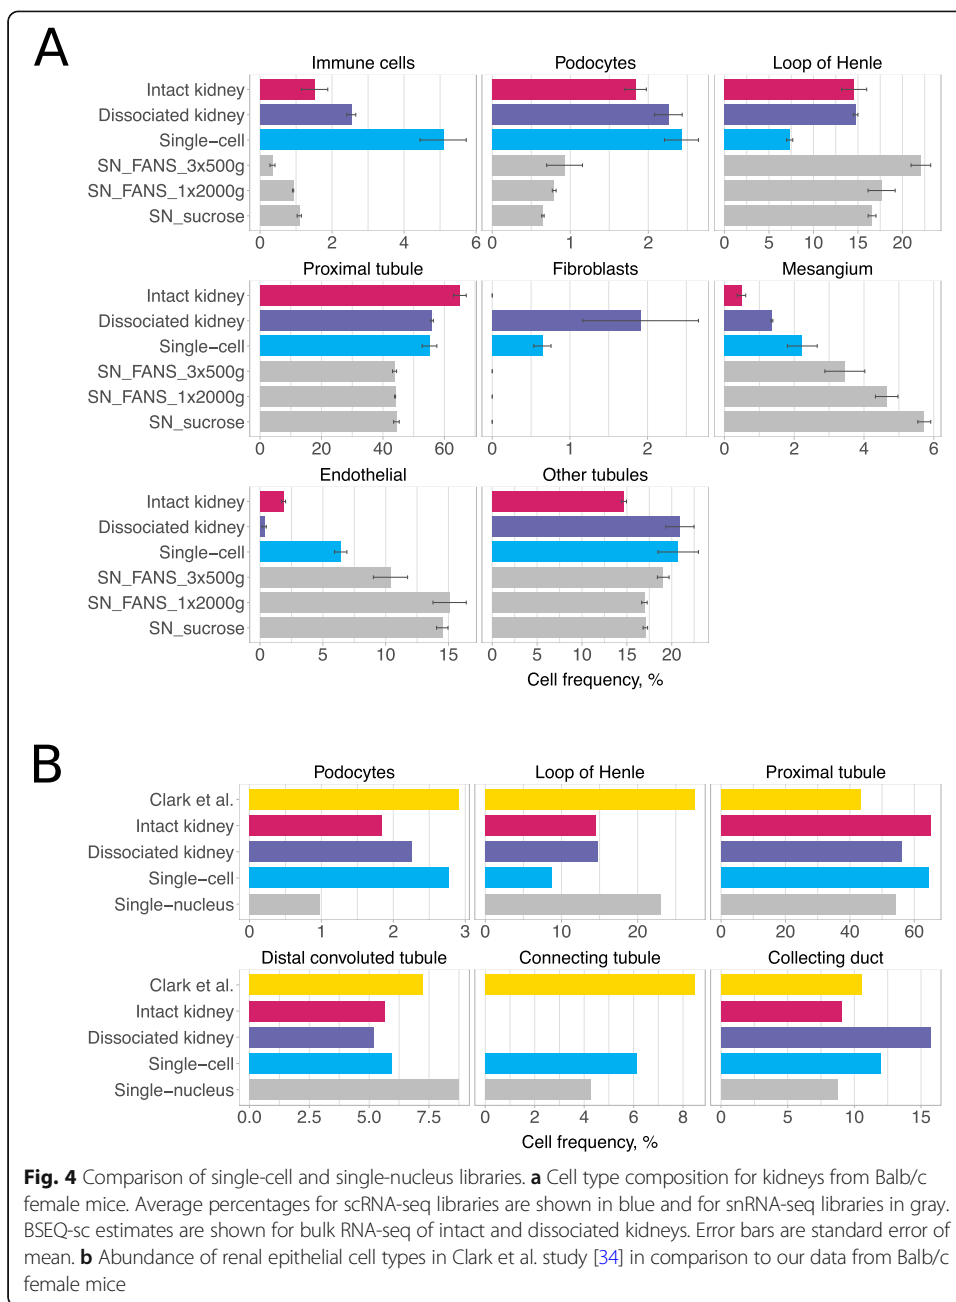 A
Immune cells Podocytes Loop of Henle
Intact kidney
Dissociated kidney
Single−cell
SN_FANS_3x500g
SN_FANS_1x2000g
SN_sucrose
0 2 4 6 0 1 2 0 5 10 15 20
Proximal tubule Fibroblasts Mesangium
Intact kidney
Dissociated kidney
Single−cell
SN_FANS_3x500g
SN_FANS_1x2000g
SN_sucrose
0 20 40 60 0 1 2 0 2 4 6
Endothelial Other tubules
Intact kidney
Dissociated kidney
Single−cell
SN_FANS_3x500g
SN_FANS_1x2000g
SN_sucrose
0 5 10 15 0 5 10 15 20
Cell frequency, %
B
Podocytes Loop of Henle Proximal tubule
Clark et al.
Intact kidney
Dissociated kidney
Single−cell
Single−nucleus
0 1 2 3 0 10 20 0 20 40 60
Distal convoluted tubule Connecting tubule Collecting duct
Clark et al.
Intact kidney
Dissociated kidney
Single−cell
Single−nucleus
0.0 2.5 5.0 7.5 0 2 4 6 8 0 5 10 15
Cell frequency, %
Fig. 4 Comparison of single-cell and single-nucleus libraries. a Cell type composition for kidneys from Balb/c
female mice. Average percentages for scRNA-seq libraries are shown in blue and for snRNA-seq libraries in gray.
BSEQ-sc estimates are shown for bulk RNA-seq of intact and dissociated kidneys. Error bars are standard error of
mean. b Abundance of renal epithelial cell types in Clark et al. study [34] in comparison to our data from Balb/c
female mice